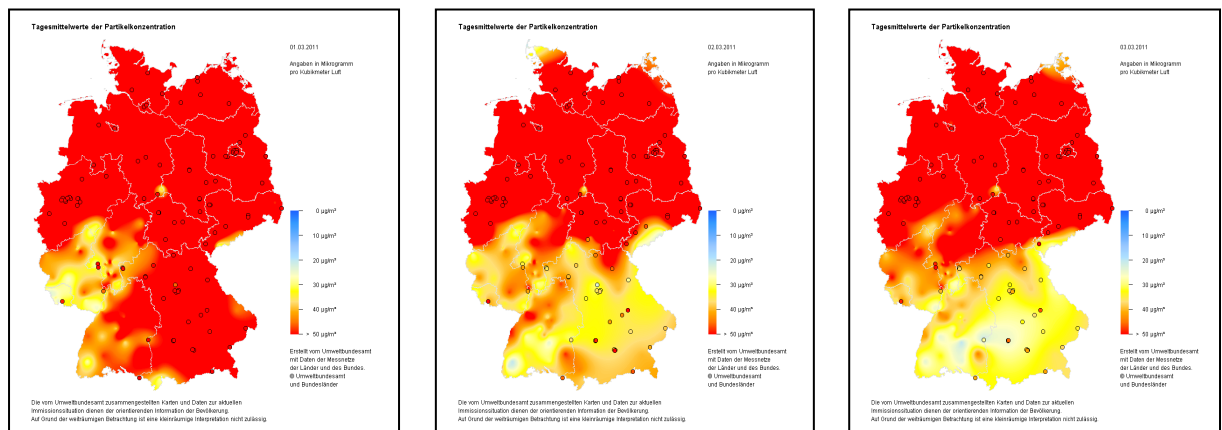 Tagesmittelwerte der Partikelkonzentration
01.03.2011
Angaben in Mikrogramm
pro Kubikmeter Luft
0 µg/m³
10 µg/m³
20 µg/m³
30 µg/m³
40 µg/m³
> 50 µg/m³
Erstellt vom Umweltbundesamt
mit Daten der Messnetze
der Länder und des Bundes.
© Umweltbundesamt
und Bundesländer
Die vom Umweltbundesamt zusammengestellten Karten und Daten zur aktuellen
Immissionssituation dienen der orientierenden Information der Bevölkerung.
Auf Grund der weiträumigen Betrachtung ist eine kleinräumige Interpretation nicht zulässig.
Tagesmittelwerte der Partikelkonzentration
02.03.2011
Angaben in Mikrogramm
pro Kubikmeter Luft
0 µg/m³
10 µg/m³
20 µg/m³
30 µg/m³
40 µg/m³
> 50 µg/m³
Erstellt vom Umweltbundesamt
mit Daten der Messnetze
der Länder und des Bundes.
© Umweltbundesamt
und Bundesländer
Die vom Umweltbundesamt zusammengestellten Karten und Daten zur aktuellen
Immissionssituation dienen der orientierenden Information der Bevölkerung.
Auf Grund der weiträumigen Betrachtung ist eine kleinräumige Interpretation nicht zulässig.
Tagesmittelwerte der Partikelkonzentration
03.03.2011
Angaben in Mikrogramm
pro Kubikmeter Luft
0 µg/m³
10 µg/m³
20 µg/m³
30 µg/m³
40 µg/m³
> 50 µg/m³
Erstellt vom Umweltbundesamt
mit Daten der Messnetze
der Länder und des Bundes.
© Umweltbundesamt
und Bundesländer
Die vom Umweltbundesamt zusammengestellten Karten und Daten zur aktuellen
Immissionssituation dienen der orientierenden Information der Bevölkerung.
Auf Grund der weiträumigen Betrachtung ist eine kleinräumige Interpretation nicht zulässig.